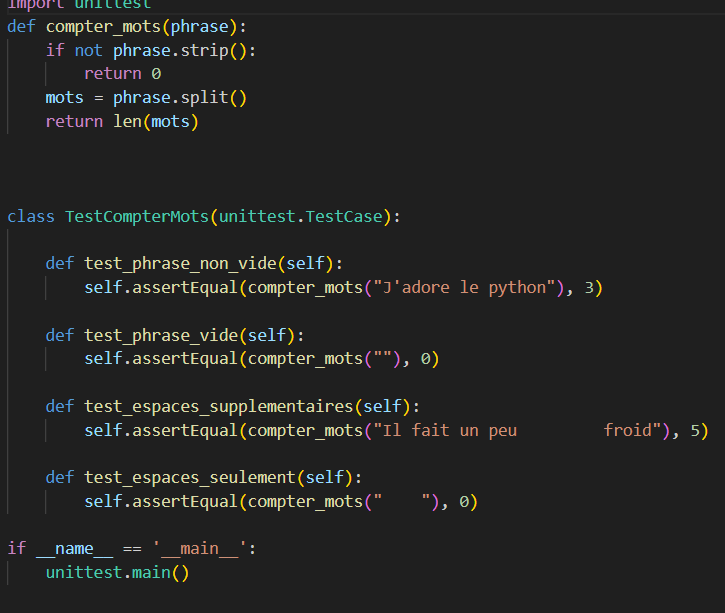 import unittest
def compter_mots(phrase):
    if not phrase.strip():
        return 0
    mots = phrase.split()
    return len(mots)
class TestCompterMots(unittest.TestCase):
    def test_phrase_non_vide(self):
        self.assertEqual(compter_mots("J'adore le python"), 3)
    def test_phrase_vide(self):
        self.assertEqual(compter_mots(""), 0)
    def test_espaces_supplementaires(self):
        self.assertEqual(compter_mots("Il fait un peu         froid"), 5)
    def test_espaces_seulement(self):
        self.assertEqual(compter_mots("    "), 0)
if __name__ == '__main__':
    unittest.main()